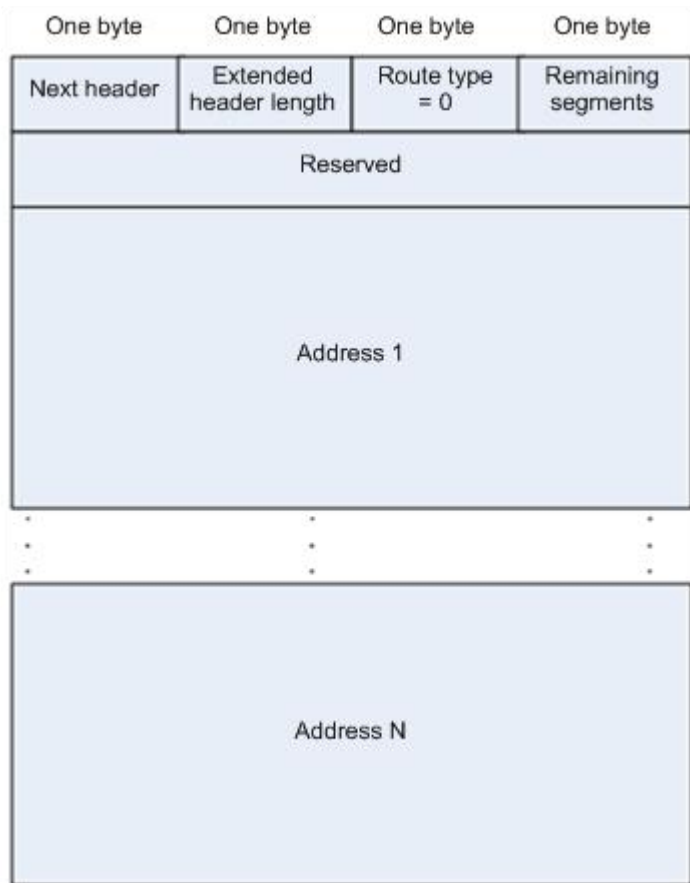 One byte One byte One byte One byte
Next header
Extended
header length
Route type
= 0
Remaining
segments
Reserved
Address 1
Address N